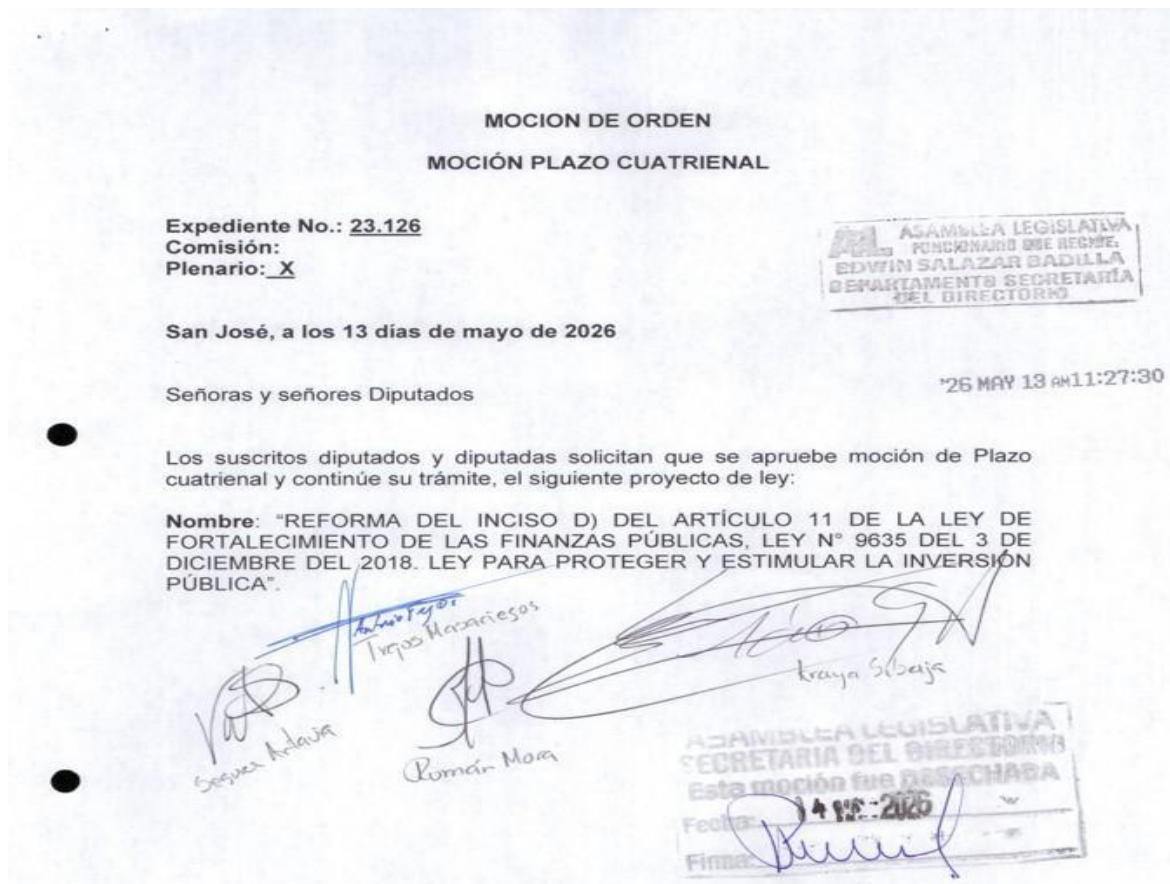 MOCION DE ORDEN
MOCIÓN PLAZO CUATRIENAL
Expediente No.: 23.126
Comisión:
Plenario: X
ASAMBLEA LEGISLATIVA
FUNCIONARIO QUE RECIBE:
EDWIN SALAZAR BADILLA
DEPARTAMENTO SECRETARÍA
DEL DIRECTORIO
San José, a los 13 días de mayo de 2026
'26 MAY 13 AM11:27:30
Señoras y señores Diputados
Los suscritos diputados y diputadas solicitan que se apruebe moción de Plazo
cuatrienal y continúe su trámite, el siguiente proyecto de ley:
Nombre: “REFORMA DEL INCISO D) DEL ARTÍCULO 11 DE LA LEY DE
FORTALECIMIENTO DE LAS FINANZAS PÚBLICAS, LEY N° 9635 DEL 3 DE
DICIEMBRE DEL 2018. LEY PARA PROTEGER Y ESTIMULAR LA INVERSIÓN
PÚBLICA”.
Trejos Masariegos
Segura Artavia
Román Mora
Araya Sibaja
ASAMBLEA LEGISLATIVA
SECRETARIA DEL DIRECTORIO
Esta moción fue DESECHADA
Fecha: 14 2026
Firma: